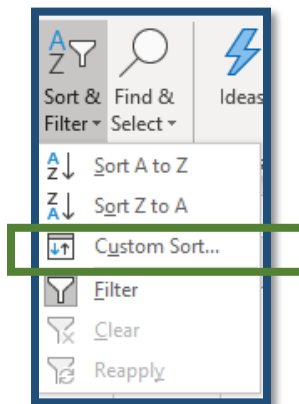 Sort & Find & Ideas
Filter Select
Sort A to Z
Sort Z to A
Custom Sort...
Filter
Clear
Reapply